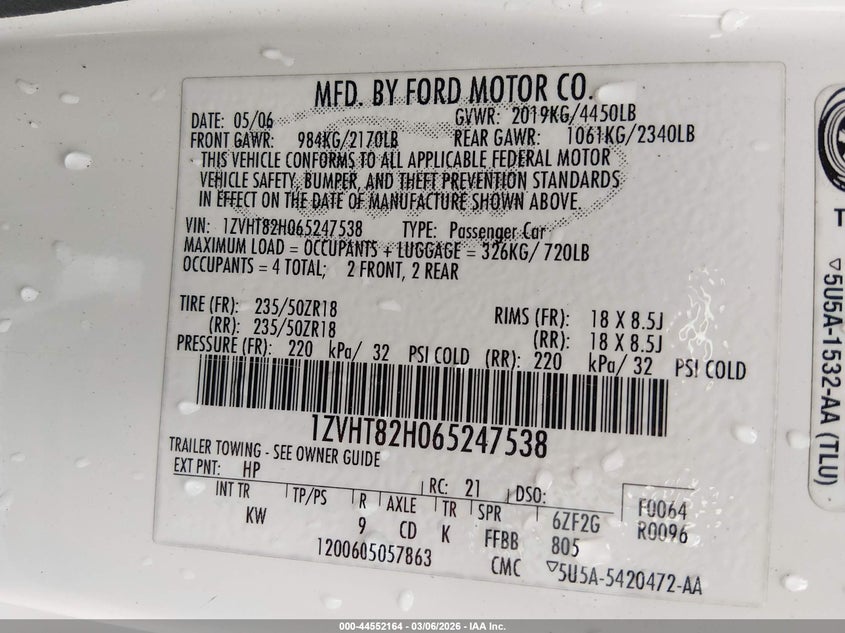 MFD. BY FORD MOTOR CO.
DATE: 05/06 GVWR: 2019KG/4450LB
FRONT GAWR: 984KG/2170LB REAR GAWR: 1061KG/2340LB
THIS VEHICLE CONFORMS TO ALL APPLICABLE FEDERAL MOTOR
VEHICLE SAFETY, BUMPER, AND THEFT PREVENTION STANDARDS
IN EFFECT ON THE DATE OF MANUFACTURE SHOWN ABOVE.
VIN: 1ZVHT82H065247538 TYPE: Passenger Car
MAXIMUM LOAD = OCCUPANTS + LUGGAGE = 326KG/ 720LB
OCCUPANTS = 4 TOTAL; 2 FRONT, 2 REAR
TIRE (FR): 235/50ZR18 RIMS (FR): 18 X 8.5J
(RR): 235/50ZR18 (RR): 18 X 8.5J
PRESSURE (FR): 220 kPa/ 32 PSI COLD (RR): 220 kPa/ 32 PSI COLD
1ZVHT82H065247538
TRAILER TOWING - SEE OWNER GUIDE
EXT PNT: HP RC: 21 DSO:
INT TR TP/PS R AXLE TR SPR 6ZF2G F0064
KW 9 CD K FFBB 805 R0096
1200605057863 CMC ▽5U5A-5420472-AA
T
▽5U5A-1532-AA (TLU)
000-44552164 - 03/06/2026 - IAA Inc.